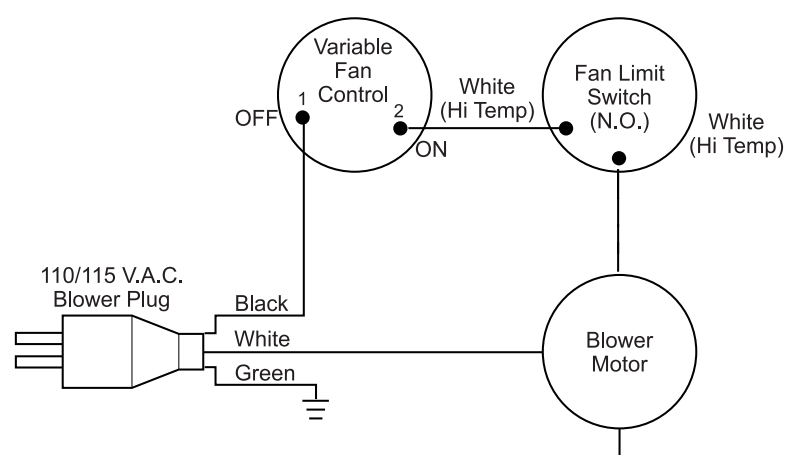 Variable
Fan
Control
1
OFF
2
ON
White
(Hi Temp)
Fan Limit
Switch
(N.O.)
White
(Hi Temp)
110/115 V.A.C.
Blower Plug
Black
White
Green
Blower
Motor